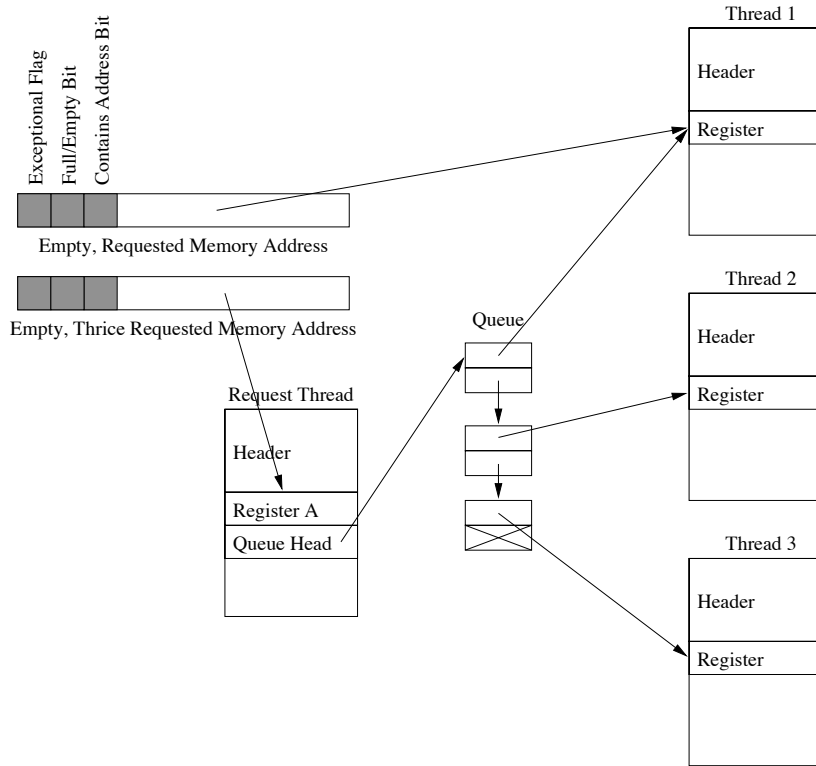 Thread 1
Exceptional Flag
Full/Empty Bit
Contains Address Bit
Header
Register
Empty, Requested Memory Address
Empty, Thrice Requested Memory Address
Thread 2
Queue
Header
Request Thread
Register
Header
Register A
Queue Head
Thread 3
Header
Register